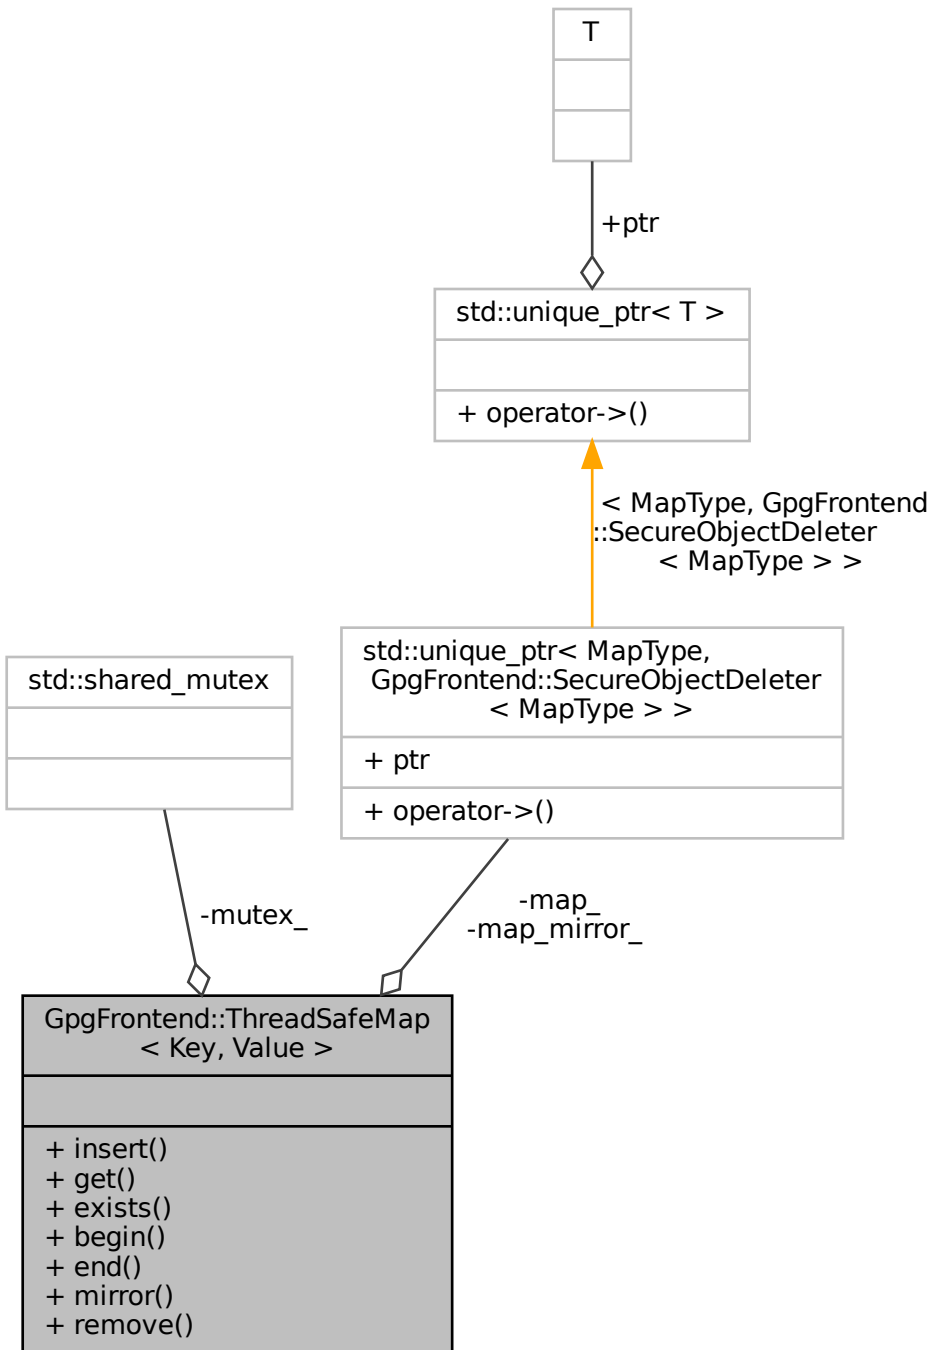 T
+ptr
std::unique_ptr< T >
+ operator->()
< MapType, GpgFrontend
::SecureObjectDeleter
< MapType > >
std::unique_ptr< MapType,
GpgFrontend::SecureObjectDeleter
< MapType > >
+ ptr
+ operator->()
std::shared_mutex
-mutex_
-map_
-map_mirror_
GpgFrontend::ThreadSafeMap
< Key, Value >
+ insert()
+ get()
+ exists()
+ begin()
+ end()
+ mirror()
+ remove()